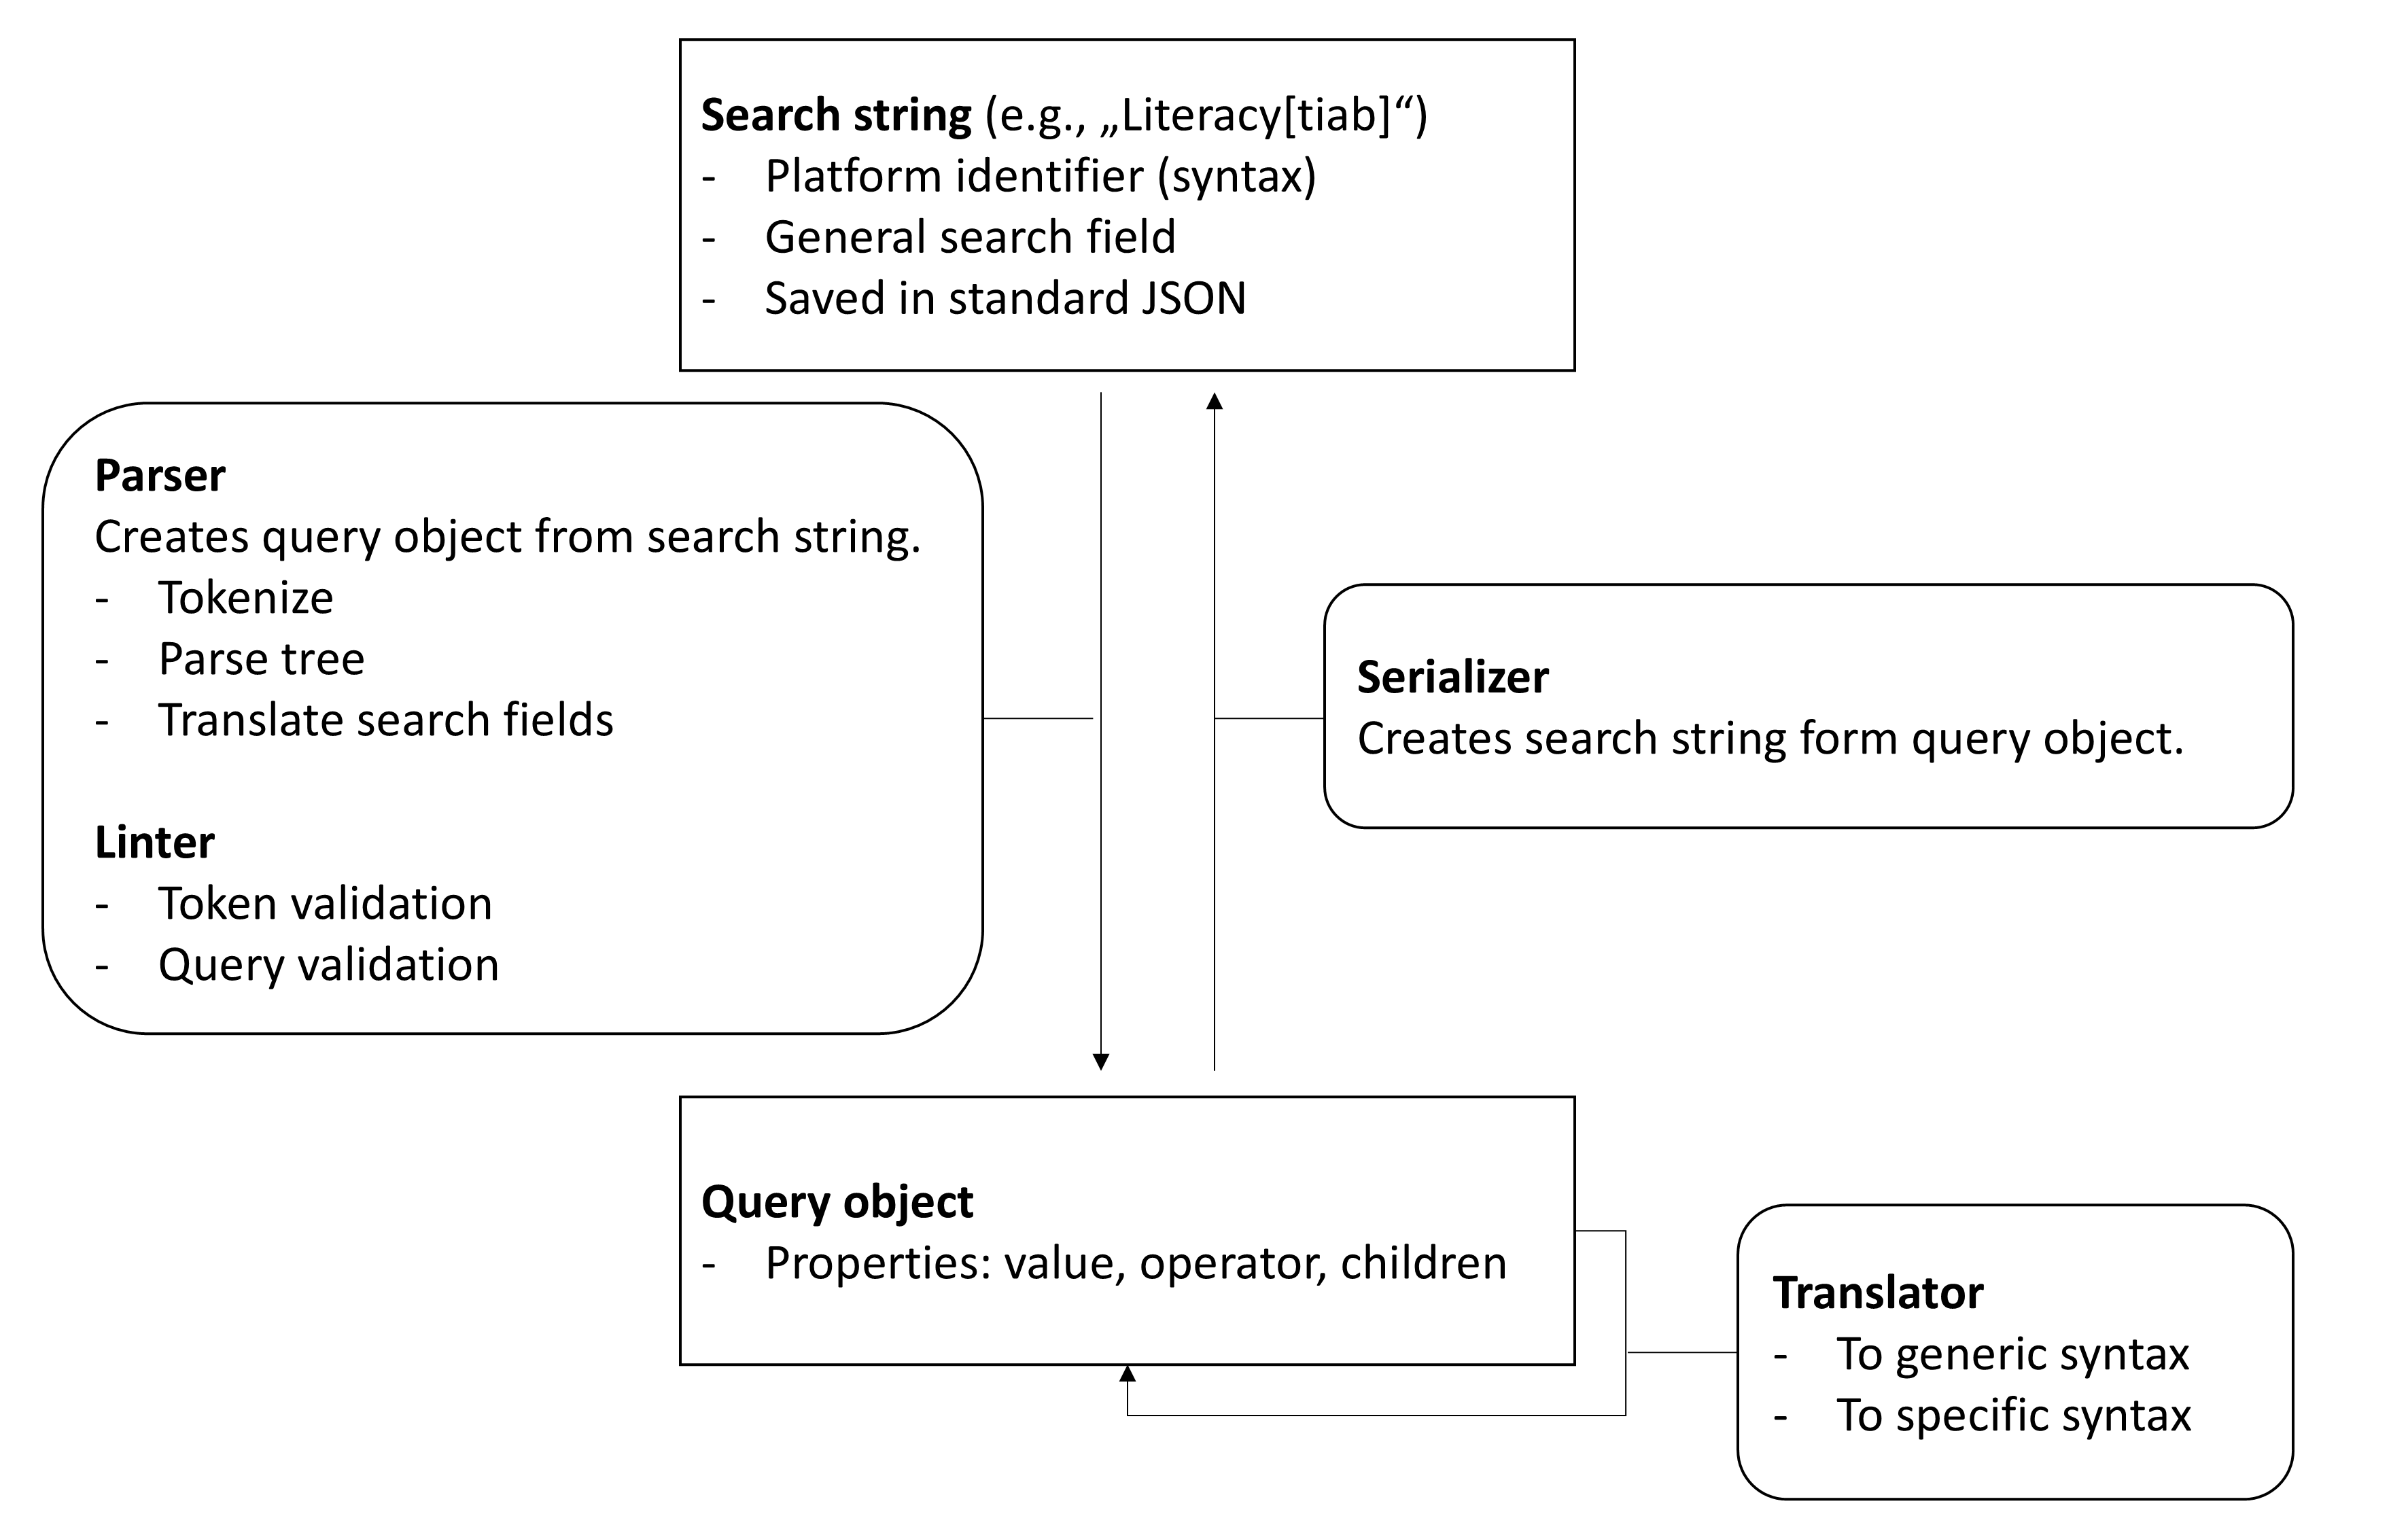 Search string (e.g., „Literacy[tiab]“)
- Platform identifier (syntax)
- General search field
- Saved in standard JSON
Parser
Creates query object from search string.
- Tokenize
- Parse tree
- Translate search fields
Linter
- Token validation
- Query validation
Serializer
Creates search string form query object.
Query object
- Properties: value, operator, children
Translator
- To generic syntax
- To specific syntax